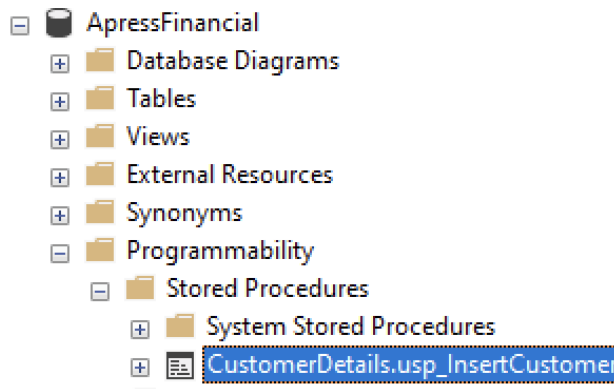 ApressFinancial
Database Diagrams
Tables
Views
External Resources
Synonyms
Programmability
Stored Procedures
System Stored Procedures
CustomerDetails.usp_InsertCustomer